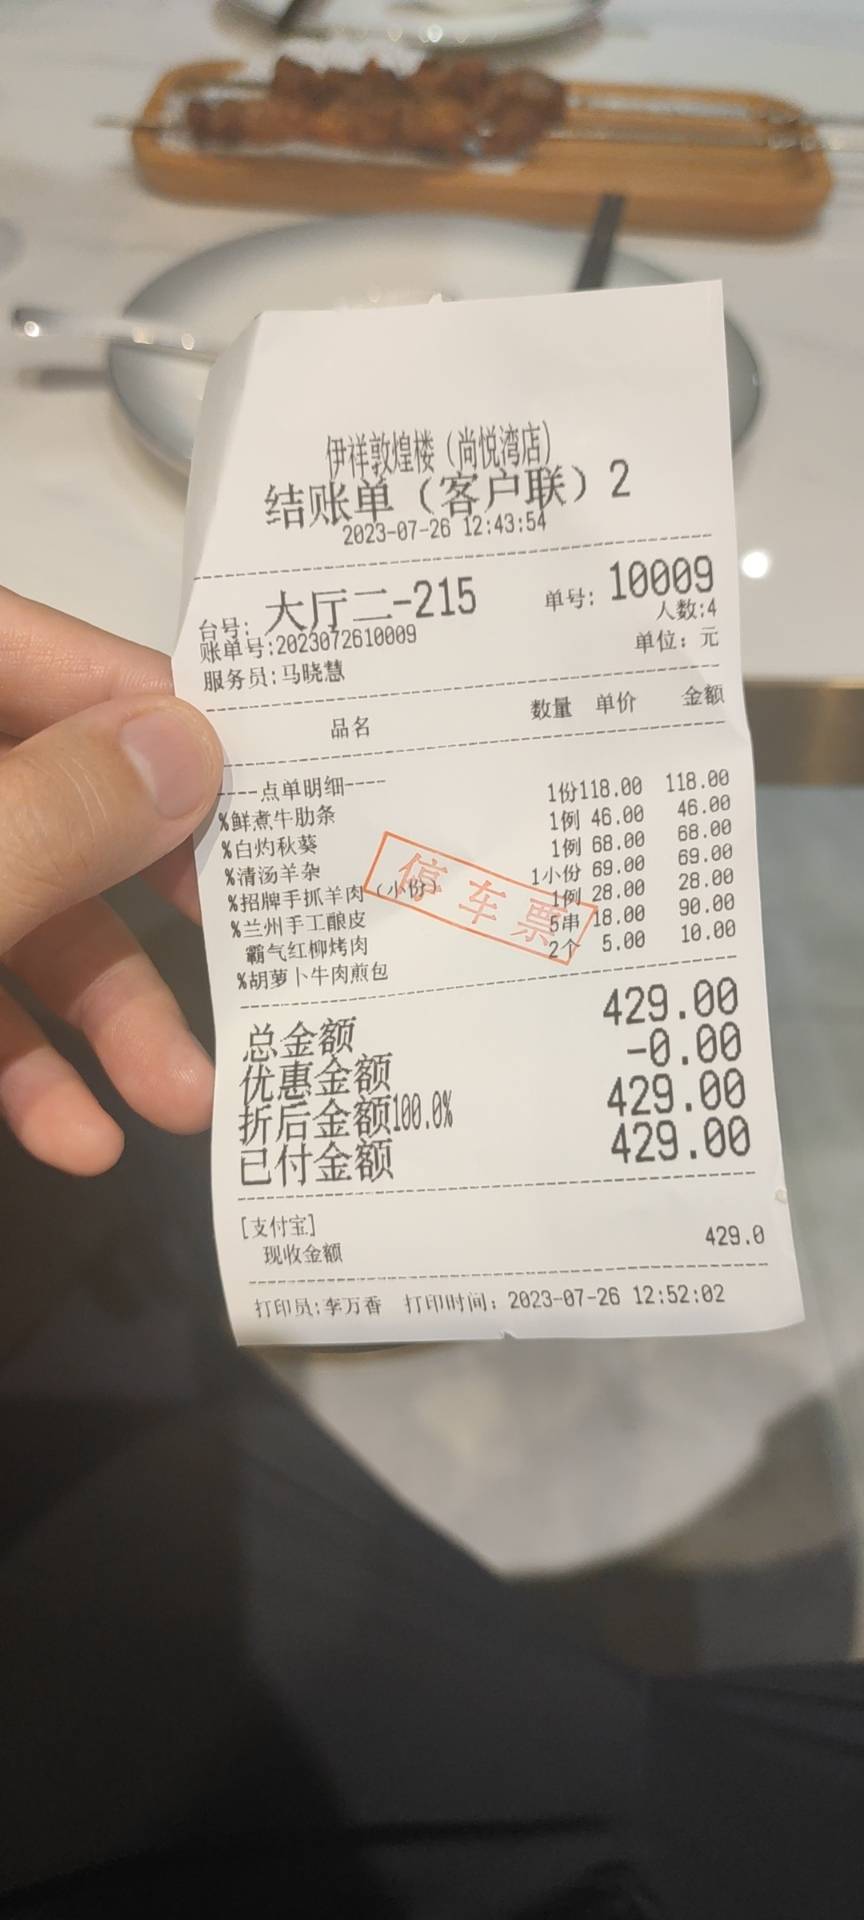 伊祥敦煌楼（尚悦湾店）
结账单（客户联）2
2023-07-26 12:43:54
台号: 大厅二-215 单号: 10009
账单号:2023072610009 人数:4
服务员:马晓慧 单位: 元
品名 数量 单价 金额
----点单明细----
%鲜煮牛肋条 1份118.00 118.00
%白灼秋葵 1例 46.00 46.00
%清汤羊杂 1例 68.00 68.00
%招牌手抓羊肉（小份） 1小份 69.00 69.00
%兰州手工酿皮 1例 28.00 28.00
霸气红柳烤肉 5串 18.00 90.00
%胡萝卜牛肉煎包 2个 5.00 10.00
停车票
总金额 429.00
优惠金额 -0.00
折后金额100.0% 429.00
已付金额 429.00
[支付宝]
现收金额 429.0
打印员:李万香 打印时间: 2023-07-26 12:52:02